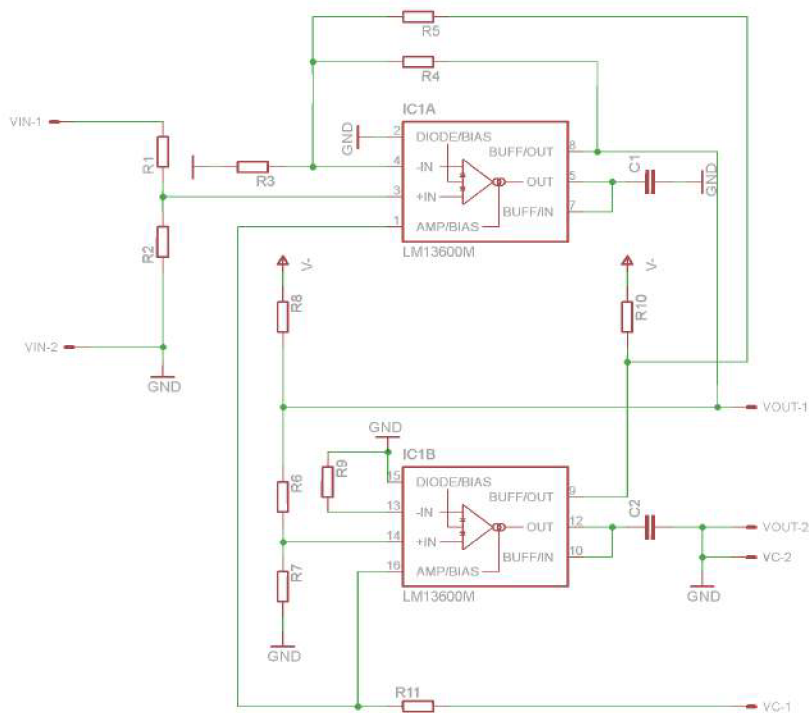 R5
R4
VIN-1
IC1A
GND
2
DIODE/BIAS
BUFF/OUT
8
R1
R3
4
-IN
OUT
5
C1
GND
3
+IN
BUFF/IN
7
1
AMP/BIAS
R2
LM13600M
V-
V-
R8
R10
VIN-2
GND
VOUT-1
GND
IC1B
R9
15
DIODE/BIAS
BUFF/OUT
9
R6
13
-IN
OUT
12
C2
VOUT-2
14
+IN
BUFF/IN
10
VC-2
R7
16
AMP/BIAS
LM13600M
GND
GND
R11
VC-1